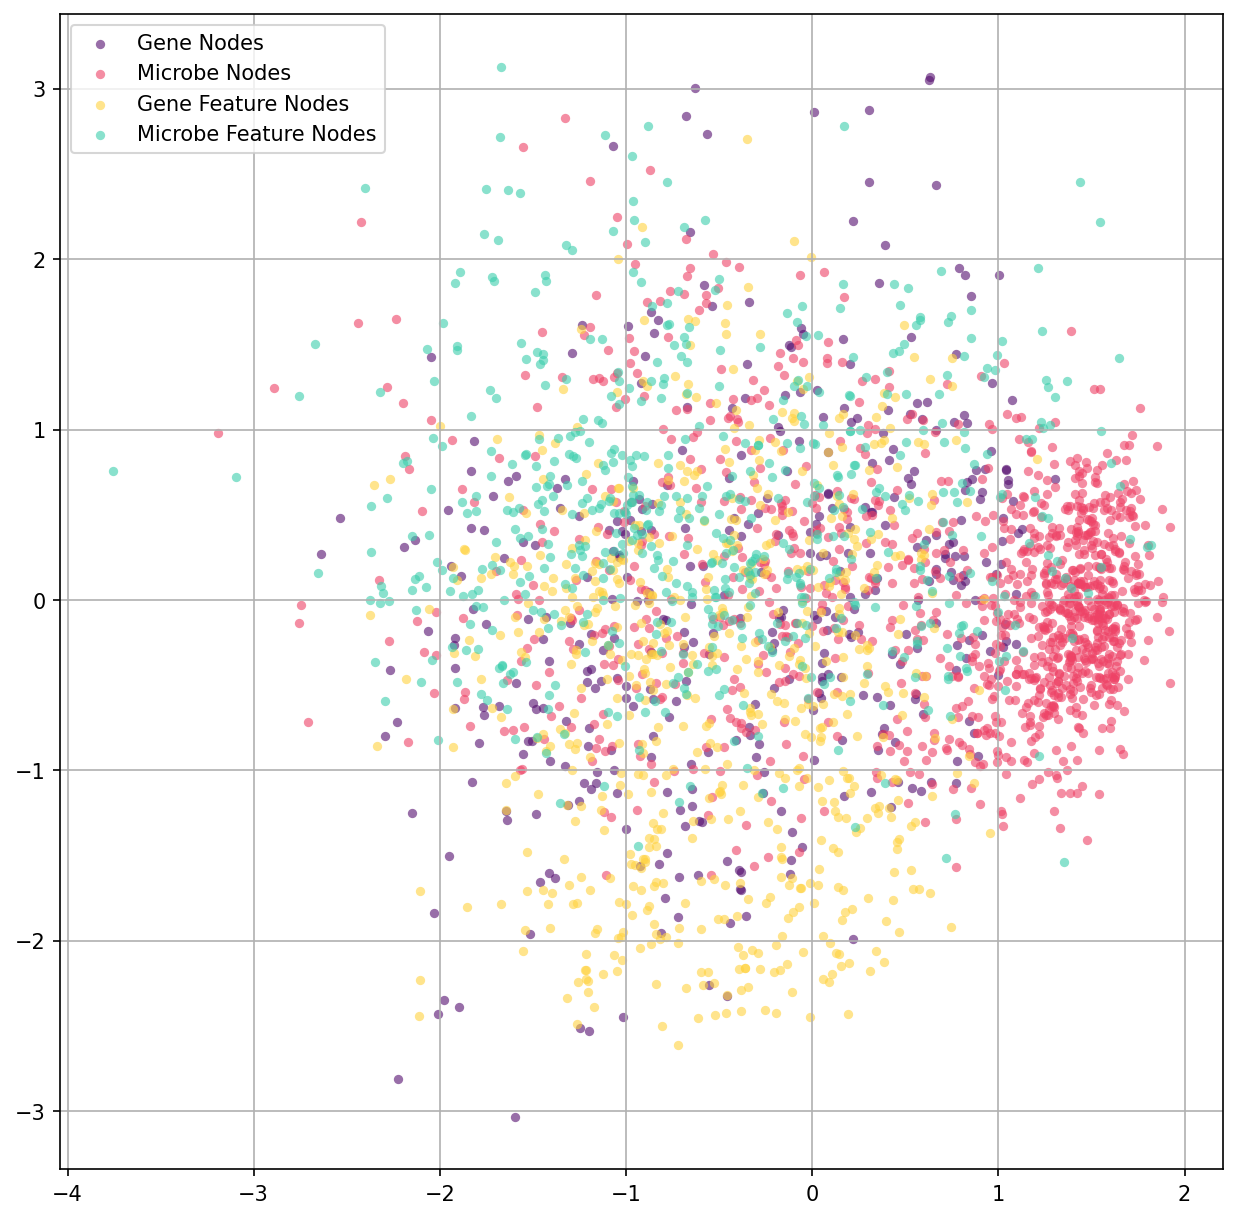 Gene Nodes
Microbe Nodes
Gene Feature Nodes
Microbe Feature Nodes
3
2
1
0
−1
−2
−3
−4 −3 −2 −1 0 1 2